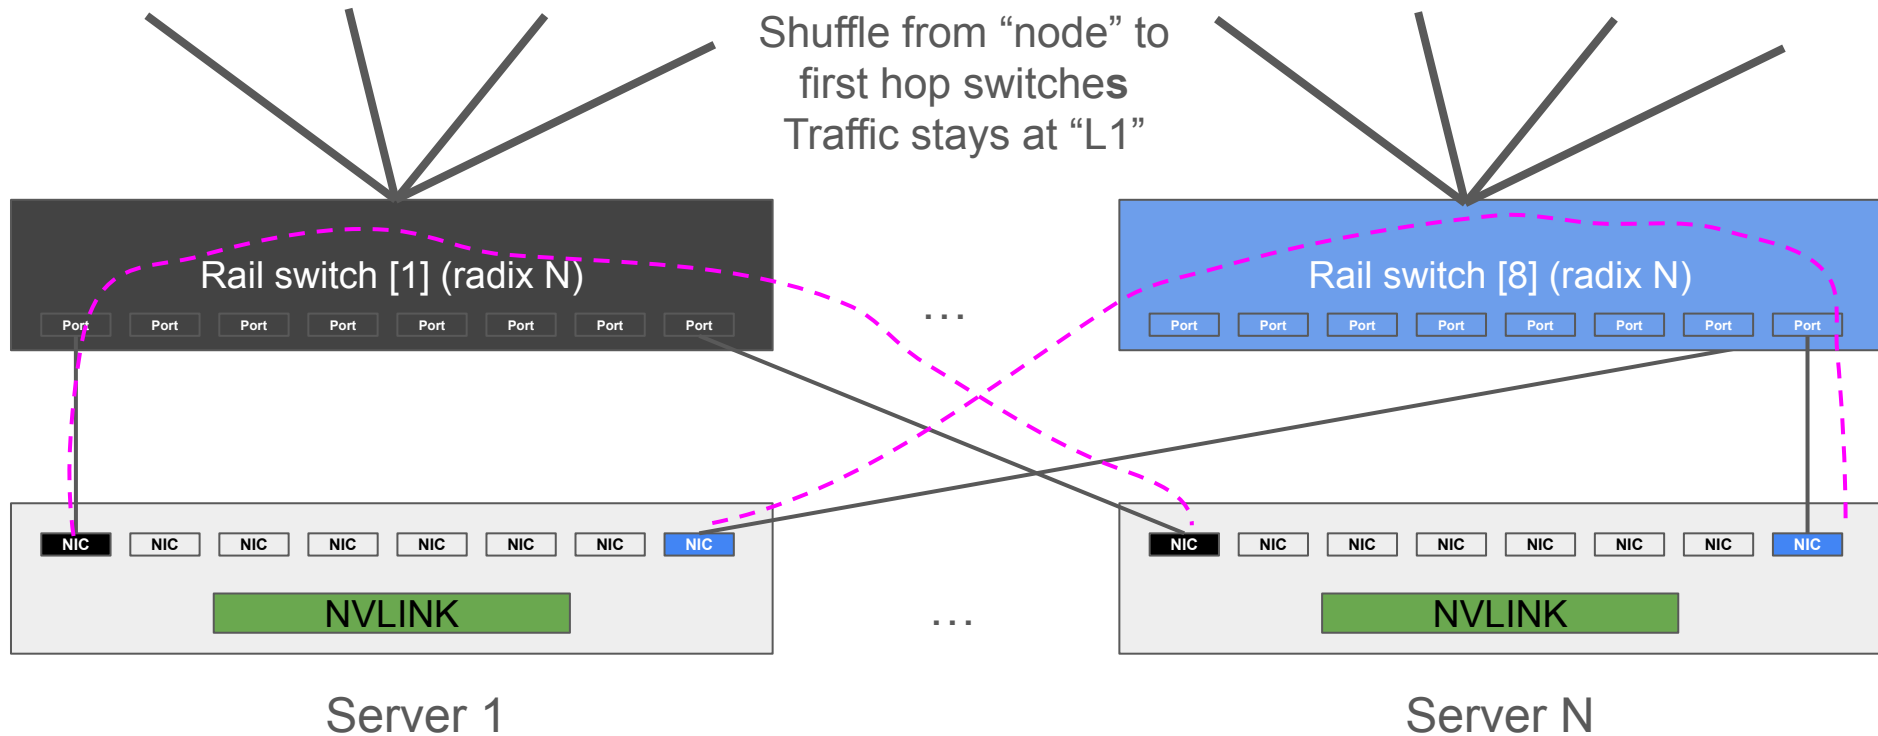 Shuffle from “node” to
first hop switches
Traffic stays at “L1”
Rail switch [1] (radix N)
Port Port Port Port Port Port Port Port
...
Rail switch [8] (radix N)
Port Port Port Port Port Port Port Port
NIC NIC NIC NIC NIC NIC NIC NIC
NVLINK
Server 1
...
NIC NIC NIC NIC NIC NIC NIC NIC
NVLINK
Server N